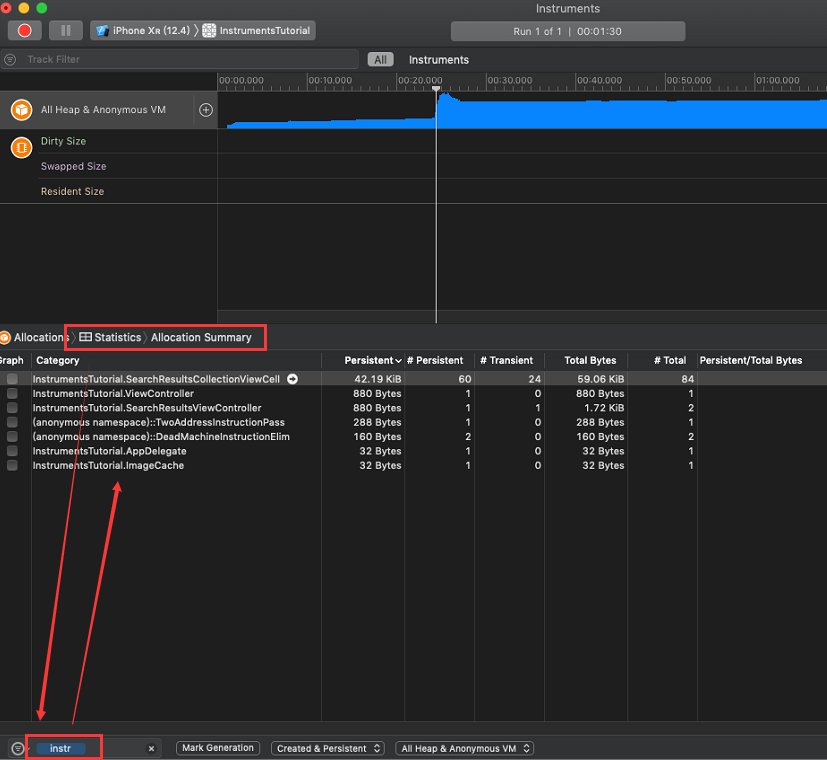 Instruments
iPhone XR (12.4) 〉 InstrumentsTutorial
Run 1 of 1 | 00:01:30
Track Filter
All Instruments
00:00.000 00:10.000 00:20.000 00:30.000 00:40.000 00:50.000 01:00.000
All Heap & Anonymous VM
Dirty Size
Swapped Size
Resident Size
Allocations 〉 Statistics 〉 Allocation Summary
Graph Category Persistent # Persistent # Transient Total Bytes # Total Persistent/Total Bytes
InstrumentsTutorial.SearchResultsCollectionViewCell 42.19 KiB 60 24 59.06 KiB 84
InstrumentsTutorial.ViewController 880 Bytes 1 0 880 Bytes 1
InstrumentsTutorial.SearchResultsViewController 880 Bytes 1 1 1.72 KiB 2
(anonymous namespace)::TwoAddressInstructionPass 288 Bytes 1 0 288 Bytes 1
(anonymous namespace)::DeadMachineInstructionElim 160 Bytes 2 0 160 Bytes 2
InstrumentsTutorial.AppDelegate 32 Bytes 1 0 32 Bytes 1
InstrumentsTutorial.ImageCache 32 Bytes 1 0 32 Bytes 1
instr Mark Generation Created & Persistent All Heap & Anonymous VM